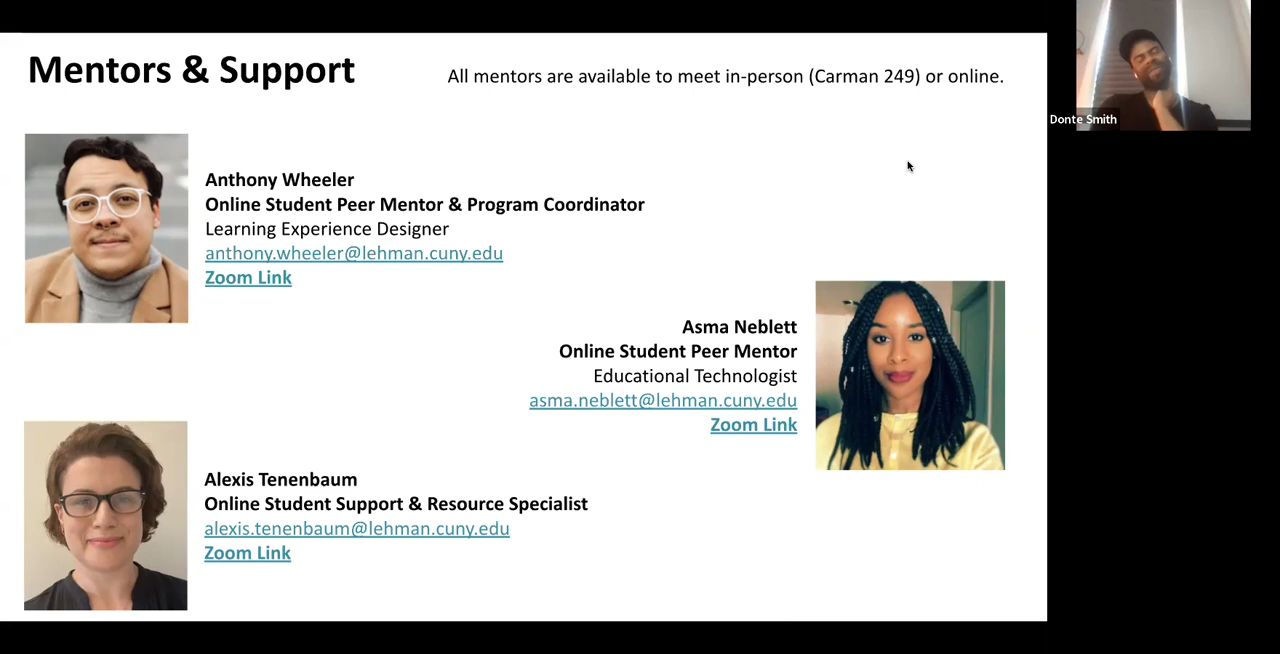 Mentors & Support
All mentors are available to meet in-person (Carman 249) or online.
Donte Smith
Anthony Wheeler
Online Student Peer Mentor & Program Coordinator
Learning Experience Designer
anthony.wheeler@lehman.cuny.edu
Zoom Link
Asma Neblett
Online Student Peer Mentor
Educational Technologist
asma.neblett@lehman.cuny.edu
Zoom Link
Alexis Tenenbaum
Online Student Support & Resource Specialist
alexis.tenenbaum@lehman.cuny.edu
Zoom Link